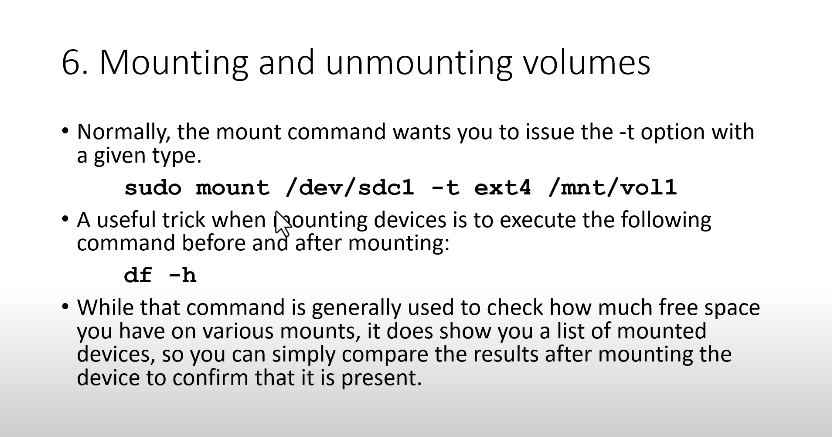 6. Mounting and unmounting volumes
• Normally, the mount command wants you to issue the -t option with
a given type.
sudo mount /dev/sdc1 -t ext4 /mnt/vol1
• A useful trick when mounting devices is to execute the following
command before and after mounting:
df -h
• While that command is generally used to check how much free space
you have on various mounts, it does show you a list of mounted
devices, so you can simply compare the results after mounting the
device to confirm that it is present.